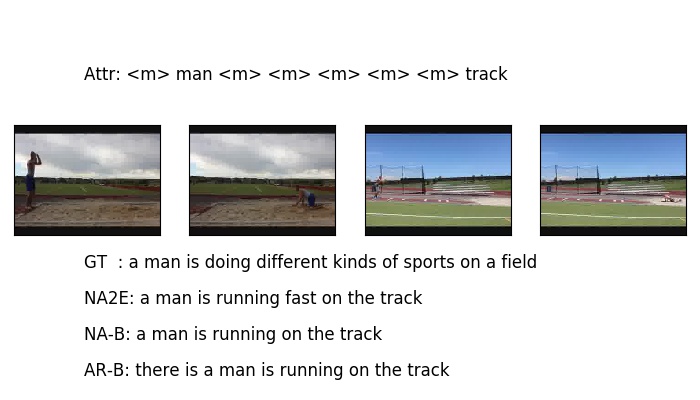 Attr: <m> man <m> <m> <m> <m> <m> track
GT : a man is doing different kinds of sports on a field
NA2E: a man is running fast on the track
NA-B: a man is running on the track
AR-B: there is a man is running on the track